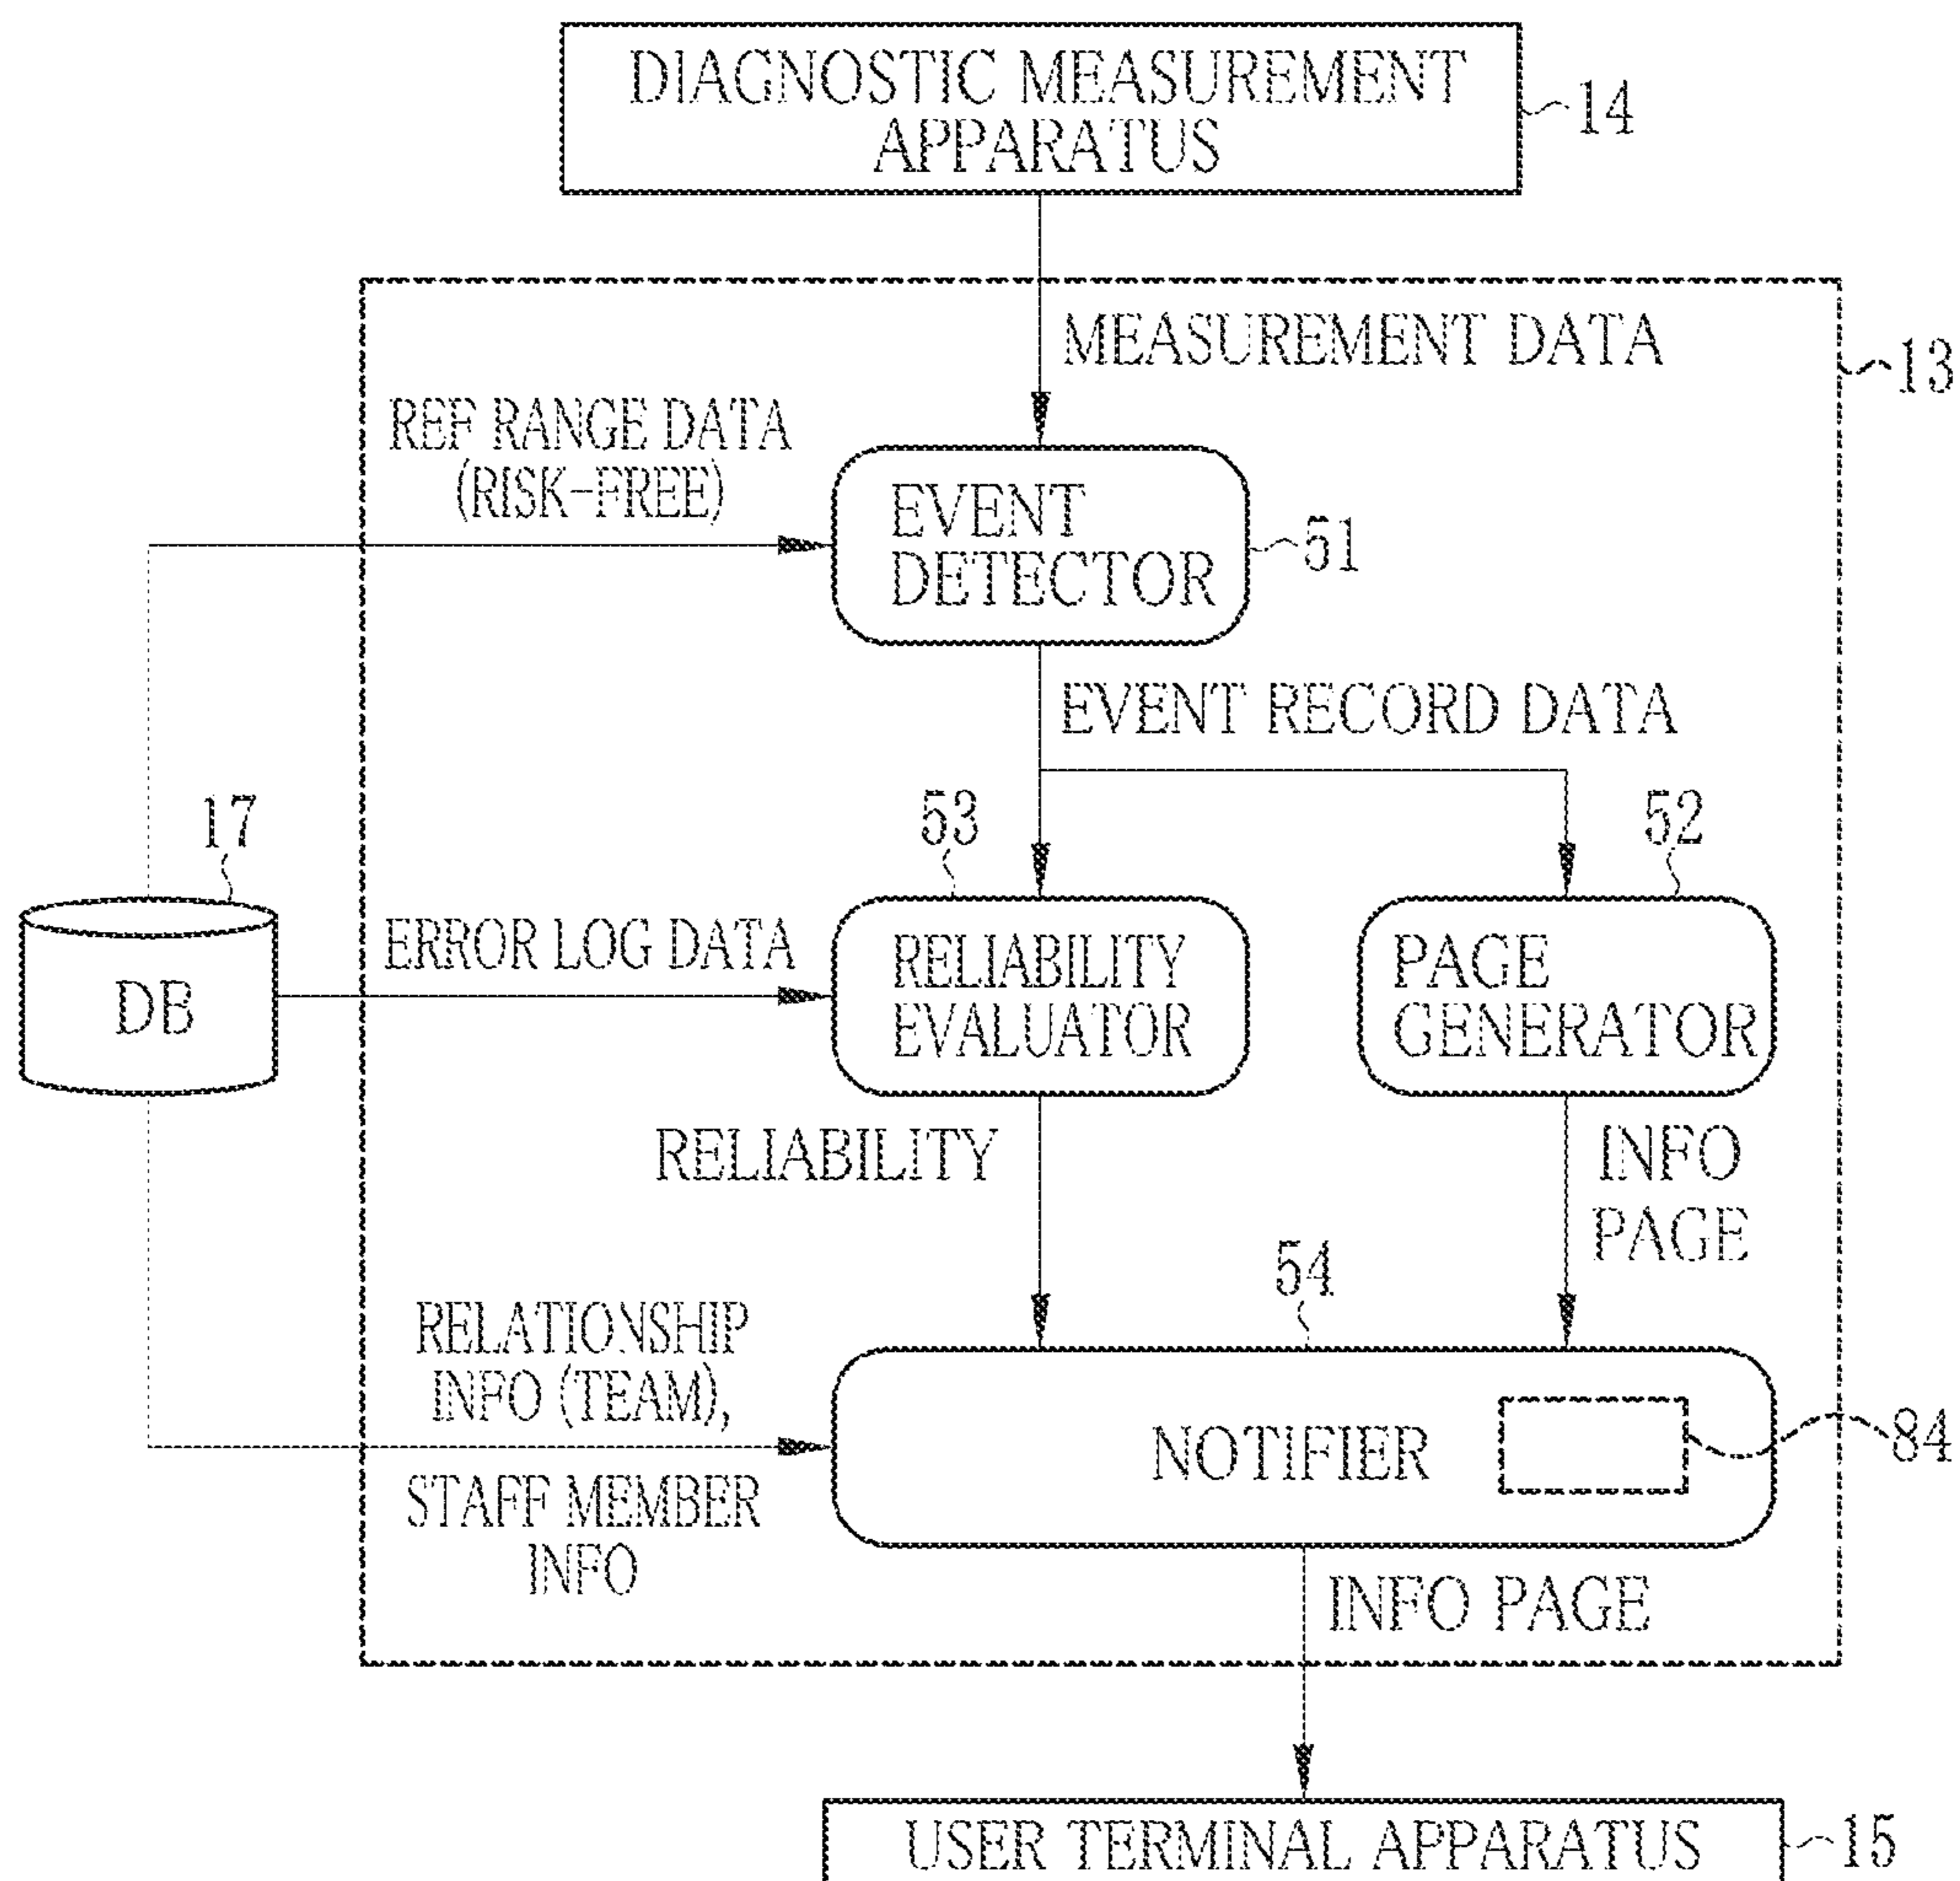 DIAGNOSTIC MEASUREMENT
APPARATUS
14
MEASUREMENT DATA
13
REF RANGE DATA
(RISK-FREE)
EVENT
DETECTOR
51
EVENT RECORD DATA
17
53
52
DB
ERROR LOG DATA
RELIABILITY
EVALUATOR
PAGE
GENERATOR
RELIABILITY
INFO
PAGE
54
RELATIONSHIP
INFO (TEAM),
STAFF MEMBER
INFO
NOTIFIER
84
INFO PAGE
USER TERMINAL APPARATUS
15